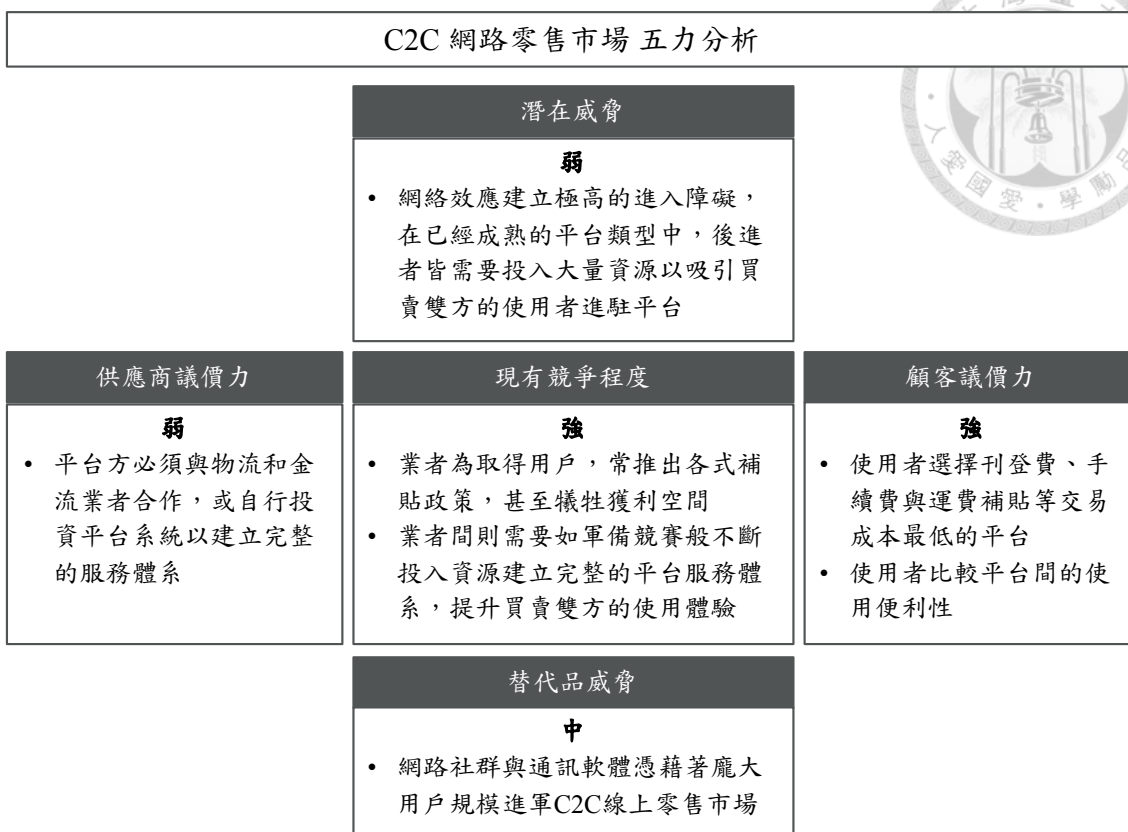 C2C 網路零售市場 五力分析
潛在威脅
弱
• 網絡效應建立極高的進入障礙，
在已經成熟的平台類型中，後進
者皆需要投入大量資源以吸引買
賣雙方的使用者進駐平台
供應商議價力
弱
• 平台方必須與物流和金
流業者合作，或自行投
資平台系統以建立完整
的服務體系
現有競爭程度
強
• 業者為取得用戶，常推出各式補
貼政策，甚至犧牲獲利空間
• 業者間則需要如軍備競賽般不斷
投入資源建立完整的平台服務體
系，提升買賣雙方的使用體驗
顧客議價力
強
• 使用者選擇刊登費、手
續費與運費補貼等交易
成本最低的平台
• 使用者比較平台間的使
用便利性
替代品威脅
中
• 網路社群與通訊軟體憑藉著龐大
用戶規模進軍C2C線上零售市場